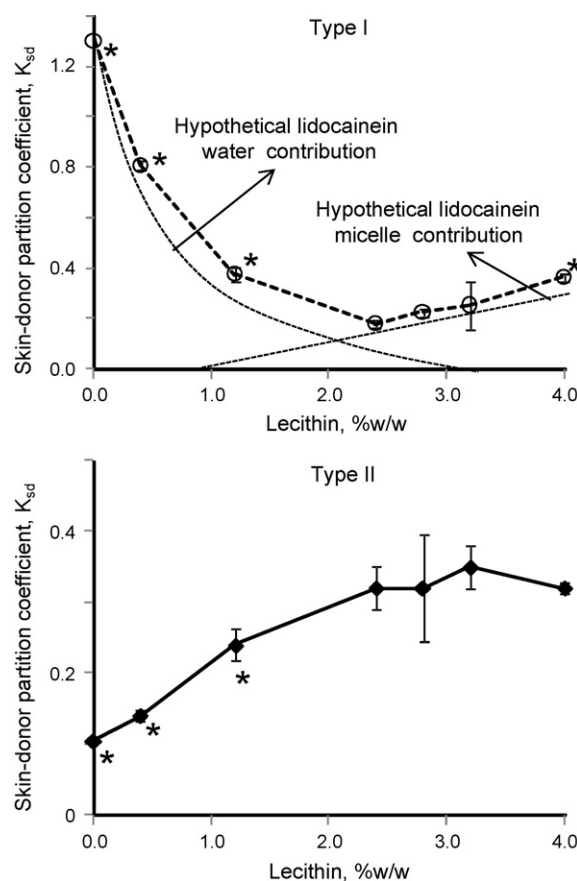 Type I
Skin-donor partition coefficient, Ksd
1.2
0.8
0.4
0.0
*
*
*
*
Hypothetical lidocainein
water contribution
Hypothetical lidocainein
micelle contribution
0.0 1.0 2.0 3.0 4.0
Lecithin, %w/w
Type II
Skin-donor partition coefficient, Ksd
0.4
0.2
0
*
*
*
0.0 1.0 2.0 3.0 4.0
Lecithin, %w/w